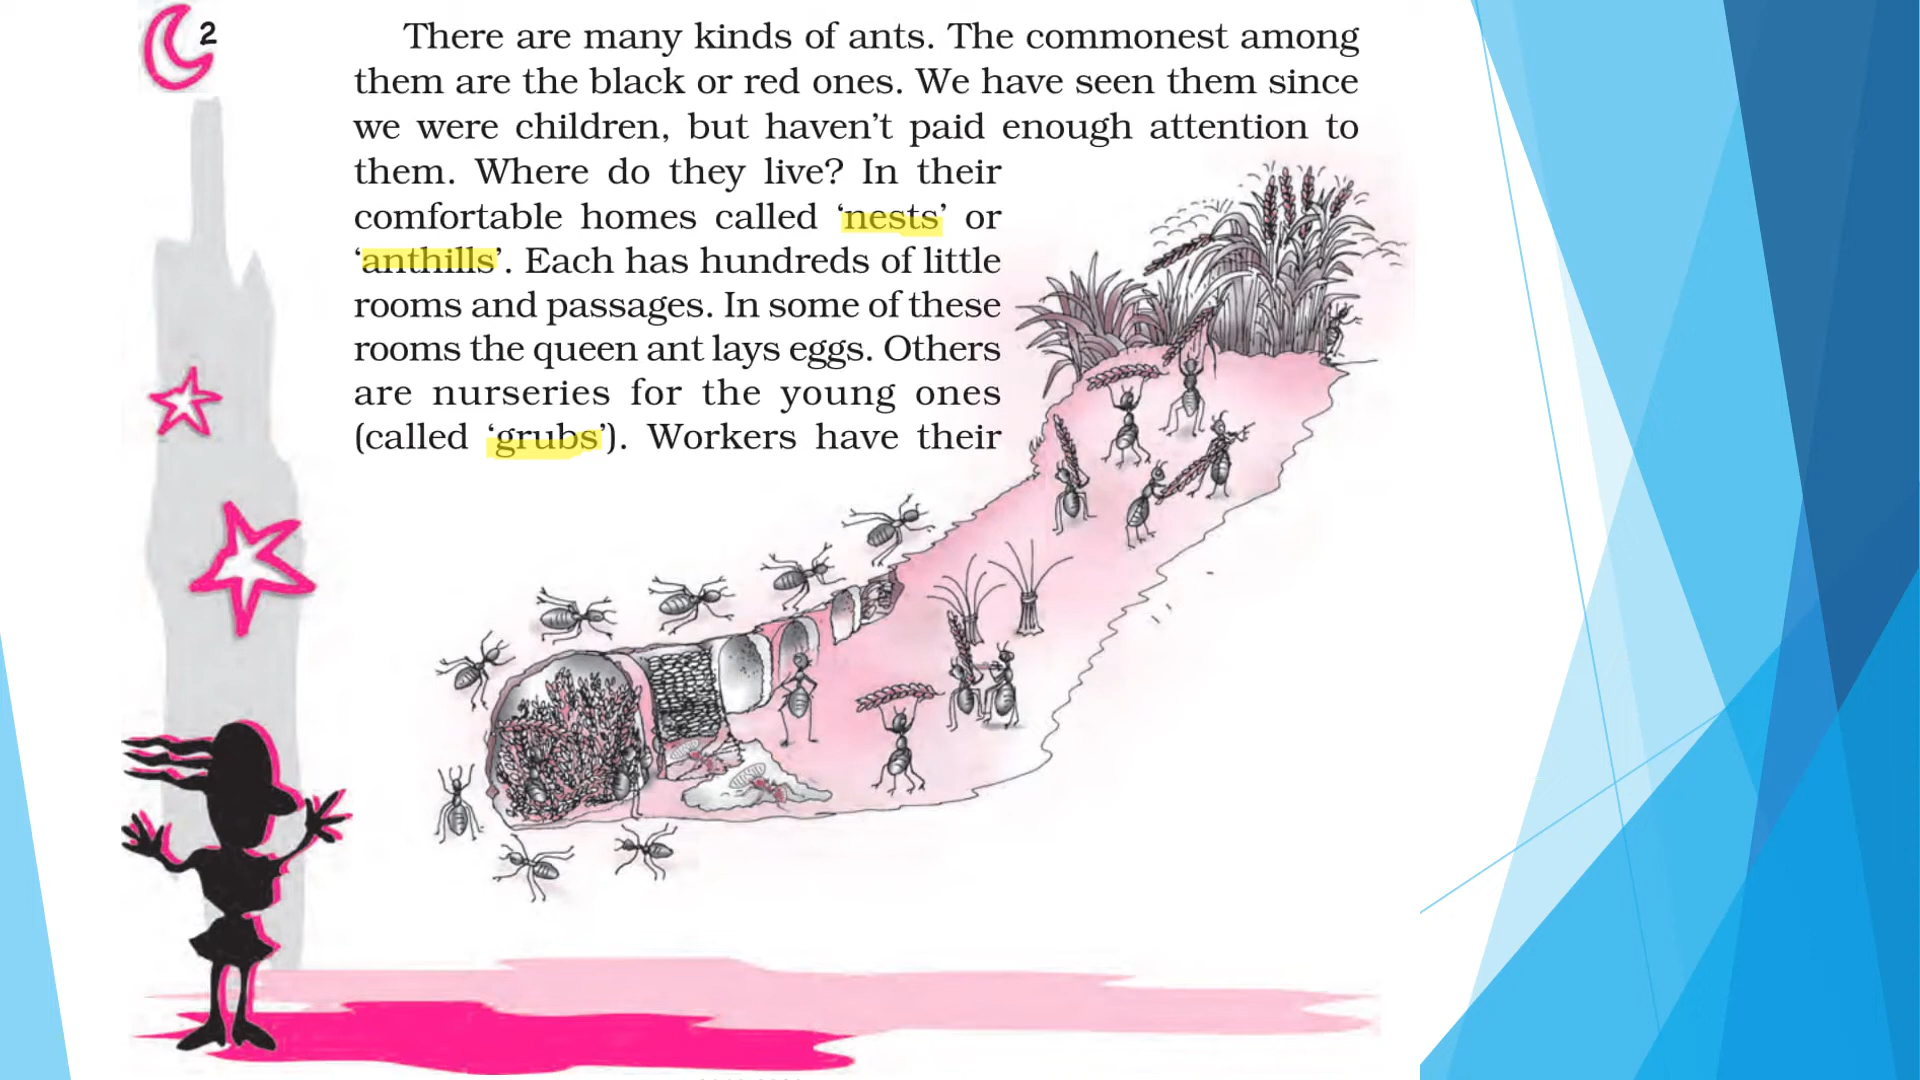 2
There are many kinds of ants. The commonest among
them are the black or red ones. We have seen them since
we were children, but haven’t paid enough attention to
them. Where do they live? In their
comfortable homes called ‘nests’ or
‘anthills’. Each has hundreds of little
rooms and passages. In some of these
rooms the queen ant lays eggs. Others
are nurseries for the young ones
(called ‘grubs’). Workers have their